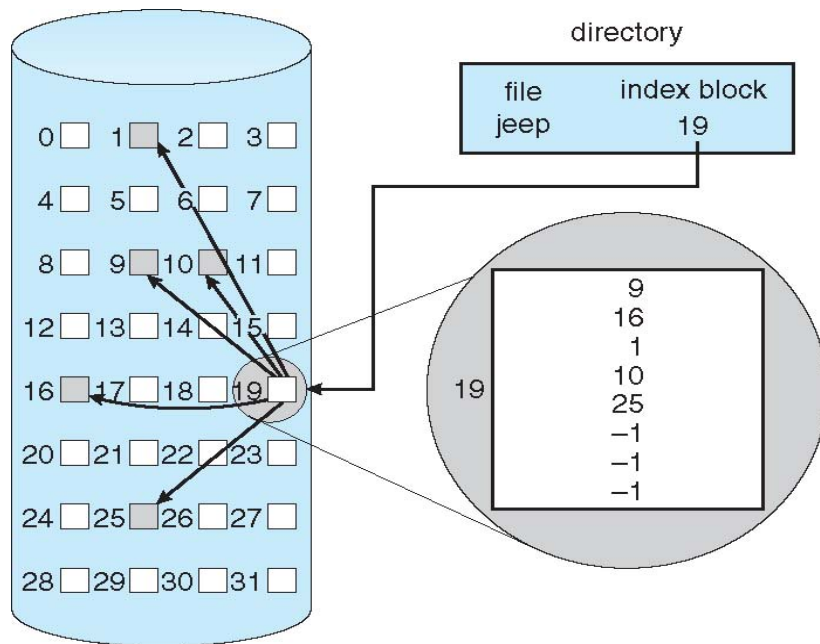 directory
file index block
jeep 19
0 1 2 3
4 5 6 7
8 9 10 11
12 13 14 15
16 17 18 19
20 21 22 23
24 25 26 27
28 29 30 31
19
9
16
1
10
25
–1
–1
–1